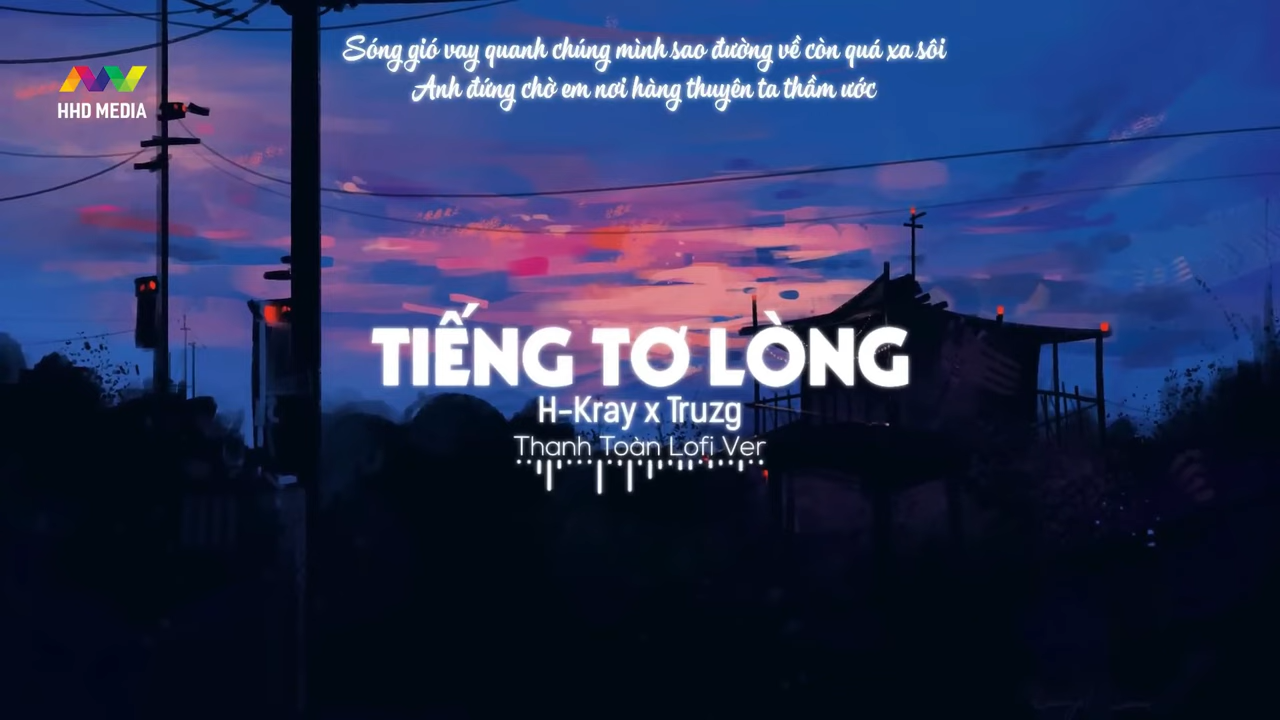 Sóng gió vay quanh chúng mình sao đường về còn quá xa sôi
Anh đứng chờ em nơi hàng thuyên ta thầm ước
HHD MEDIA
TIẾNG TƠ LÒNG
H-Kray x Truzg
Thanh Toàn Lofi Ver